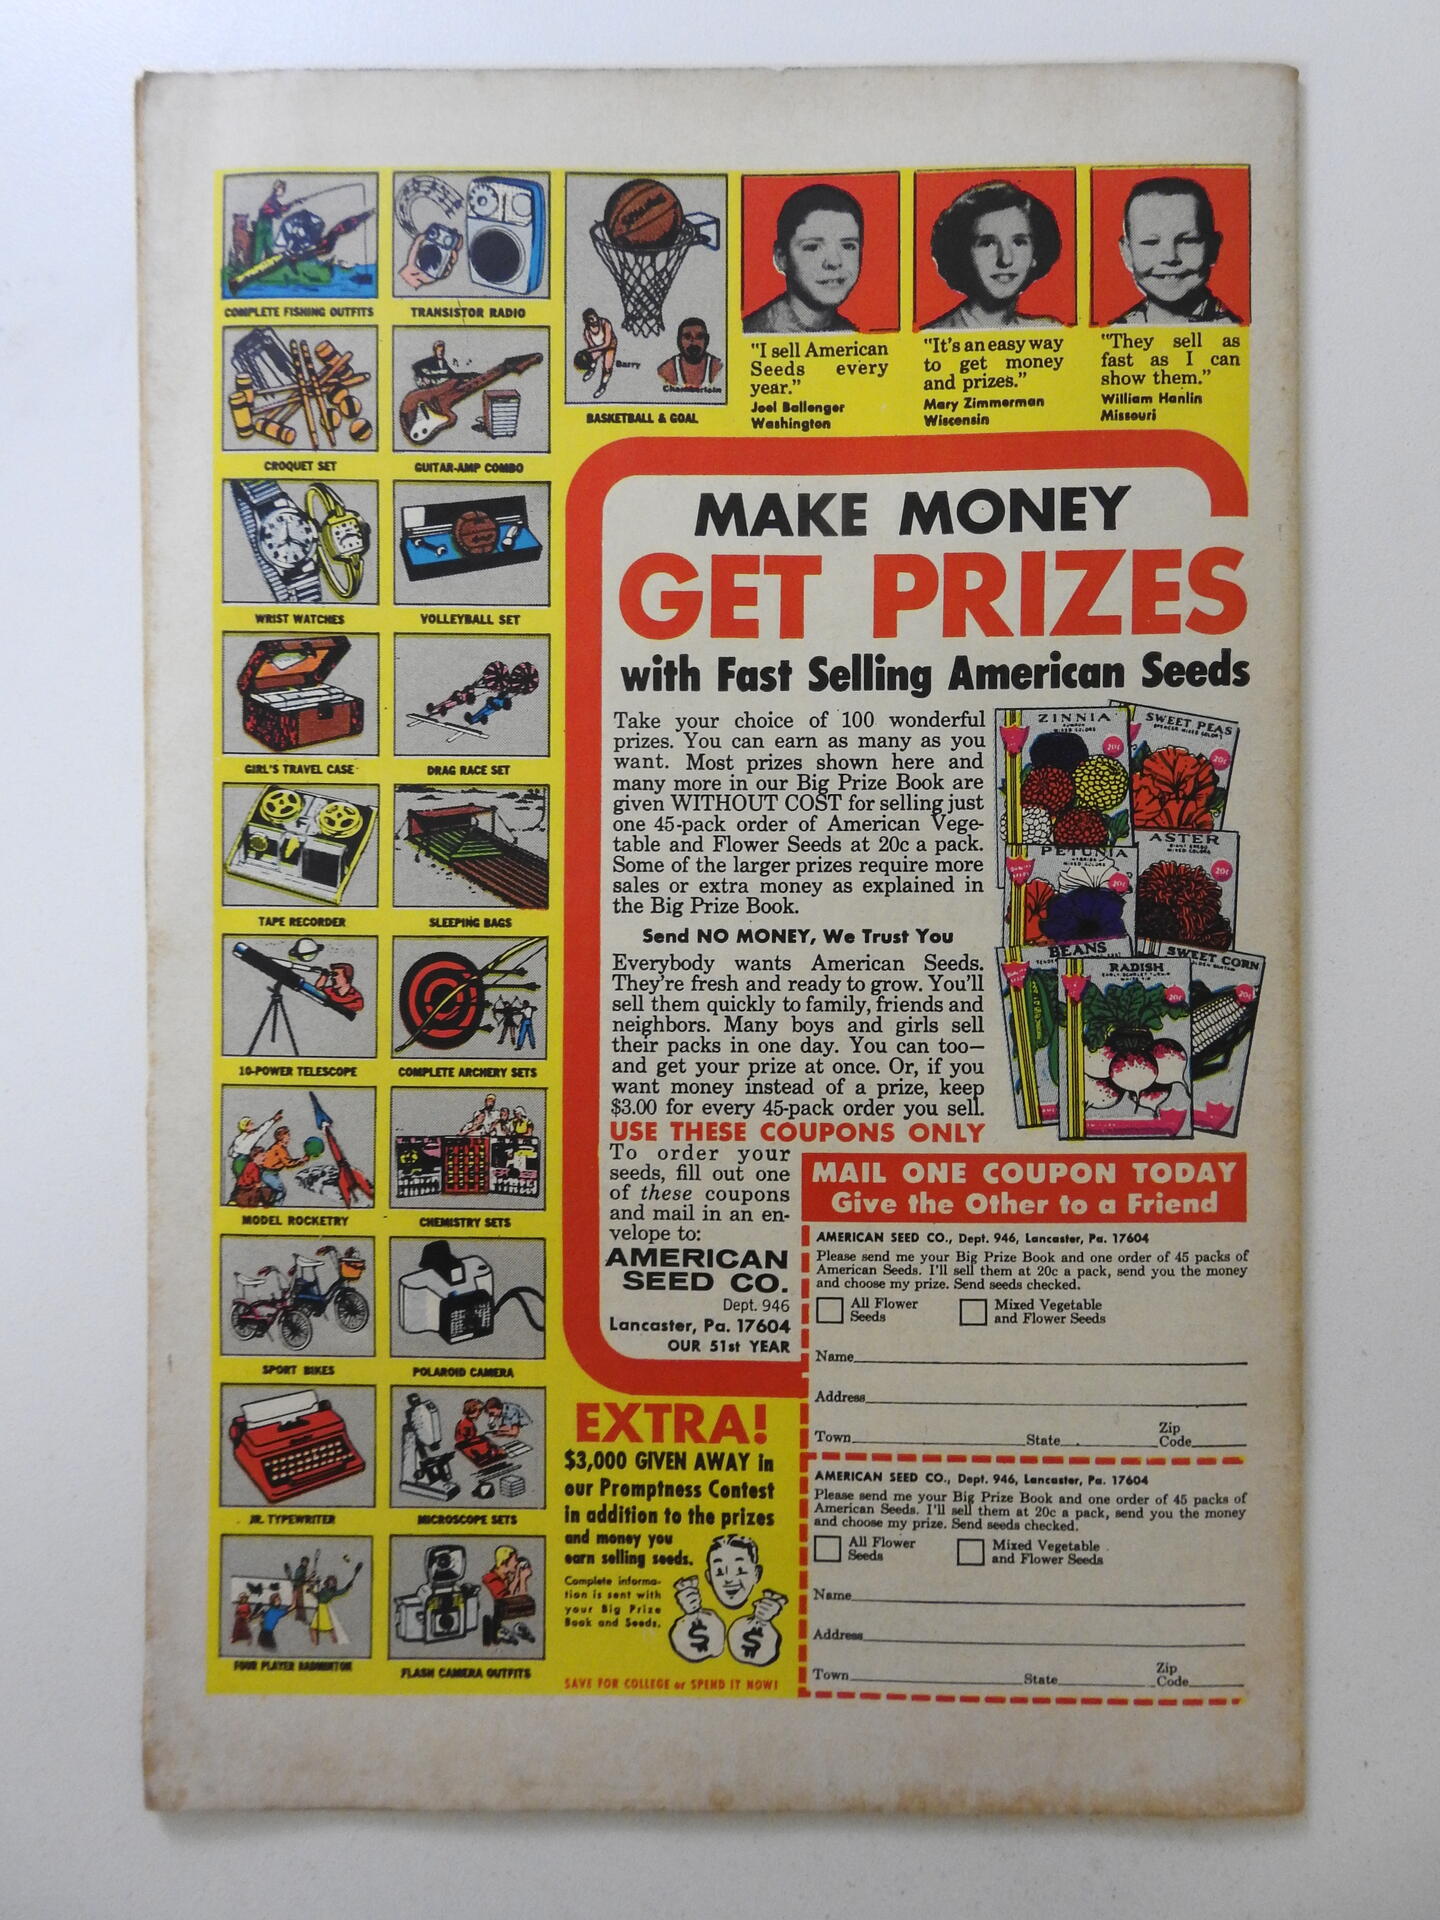 COMPLETE FISHING OUTFITS
TRANSISTOR RADIO
CROQUET SET
GUITAR-AMP COMBO
WRIST WATCHES
VOLLEYBALL SET
GIRL'S TRAVEL CASE
DRAG RACE SET
TAPE RECORDER
SLEEPING BAGS
10-POWER TELESCOPE
COMPLETE ARCHERY SETS
MODEL ROCKETRY
CHEMISTRY SETS
SPORT BIKES
POLAROID CAMERA
JR. TYPEWRITER
MICROSCOPE SETS
FOUR PLAYER BADMINTON
FLASH CAMERA OUTFITS
Barry
Chamberlain
BASKETBALL & GOAL
"I sell American
Seeds every
year."
Joel Ballenger
Washington
"It's an easy way
to get money
and prizes."
Mary Zimmerman
Wisconsin
"They sell as
fast as I can
show them."
William Hanlin
Missouri
MAKE MONEY
GET PRIZES
with Fast Selling American Seeds
Take your choice of 100 wonderful
prizes. You can earn as many as you
want. Most prizes shown here and
many more in our Big Prize Book are
given WITHOUT COST for selling just
one 45-pack order of American Vege-
table and Flower Seeds at 20c a pack.
Some of the larger prizes require more
sales or extra money as explained in
the Big Prize Book.
Send NO MONEY, We Trust You
Everybody wants American Seeds.
They're fresh and ready to grow. You'll
sell them quickly to family, friends and
neighbors. Many boys and girls sell
their packs in one day. You can too—
and get your prize at once. Or, if you
want money instead of a prize, keep
$3.00 for every 45-pack order you sell.
USE THESE COUPONS ONLY
To order your
seeds, fill out one
of these coupons
and mail in an en-
velope to:
AMERICAN
SEED CO.
Dept. 946
Lancaster, Pa. 17604
OUR 51st YEAR
ZINNIA
MIXED COLORS
20¢
SWEET PEAS
20¢
PETUNIA
20¢
ASTER
MIXED COLORS
20¢
BEANS
RADISH
20¢
SWEET CORN
20¢
MAIL ONE COUPON TODAY
Give the Other to a Friend
AMERICAN SEED CO., Dept. 946, Lancaster, Pa. 17604
Please send me your Big Prize Book and one order of 45 packs of
American Seeds. I'll sell them at 20c a pack, send you the money
and choose my prize. Send seeds checked.
All Flower
Seeds
Mixed Vegetable
and Flower Seeds
Name
Address
Town State Zip
Code
AMERICAN SEED CO., Dept. 946, Lancaster, Pa. 17604
Please send me your Big Prize Book and one order of 45 packs of
American Seeds. I'll sell them at 20c a pack, send you the money
and choose my prize. Send seeds checked.
All Flower
Seeds
Mixed Vegetable
and Flower Seeds
Name
Address
Town State Zip
Code
EXTRA!
$3,000 GIVEN AWAY in
our Promptness Contest
in addition to the prizes
and money you
earn selling seeds.
Complete informa-
tion is sent with
your Big Prize
Book and Seeds.
$ $
SAVE FOR COLLEGE or SPEND IT NOW!